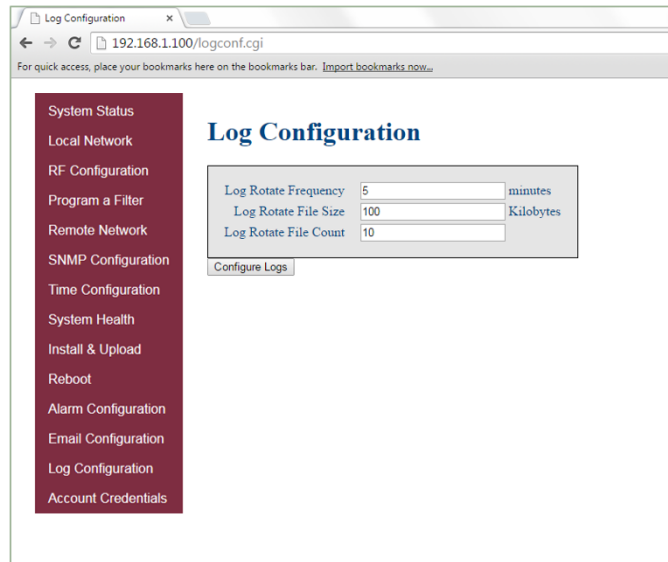 Log Configuration
192.168.1.100/logconf.cgi
For quick access, place your bookmarks here on the bookmarks bar. Import bookmarks now...
System Status
Local Network
RF Configuration
Program a Filter
Remote Network
SNMP Configuration
Time Configuration
System Health
Install & Upload
Reboot
Alarm Configuration
Email Configuration
Log Configuration
Account Credentials
Log Configuration
Log Rotate Frequency 5 minutes
Log Rotate File Size 100 Kilobytes
Log Rotate File Count 10
Configure Logs